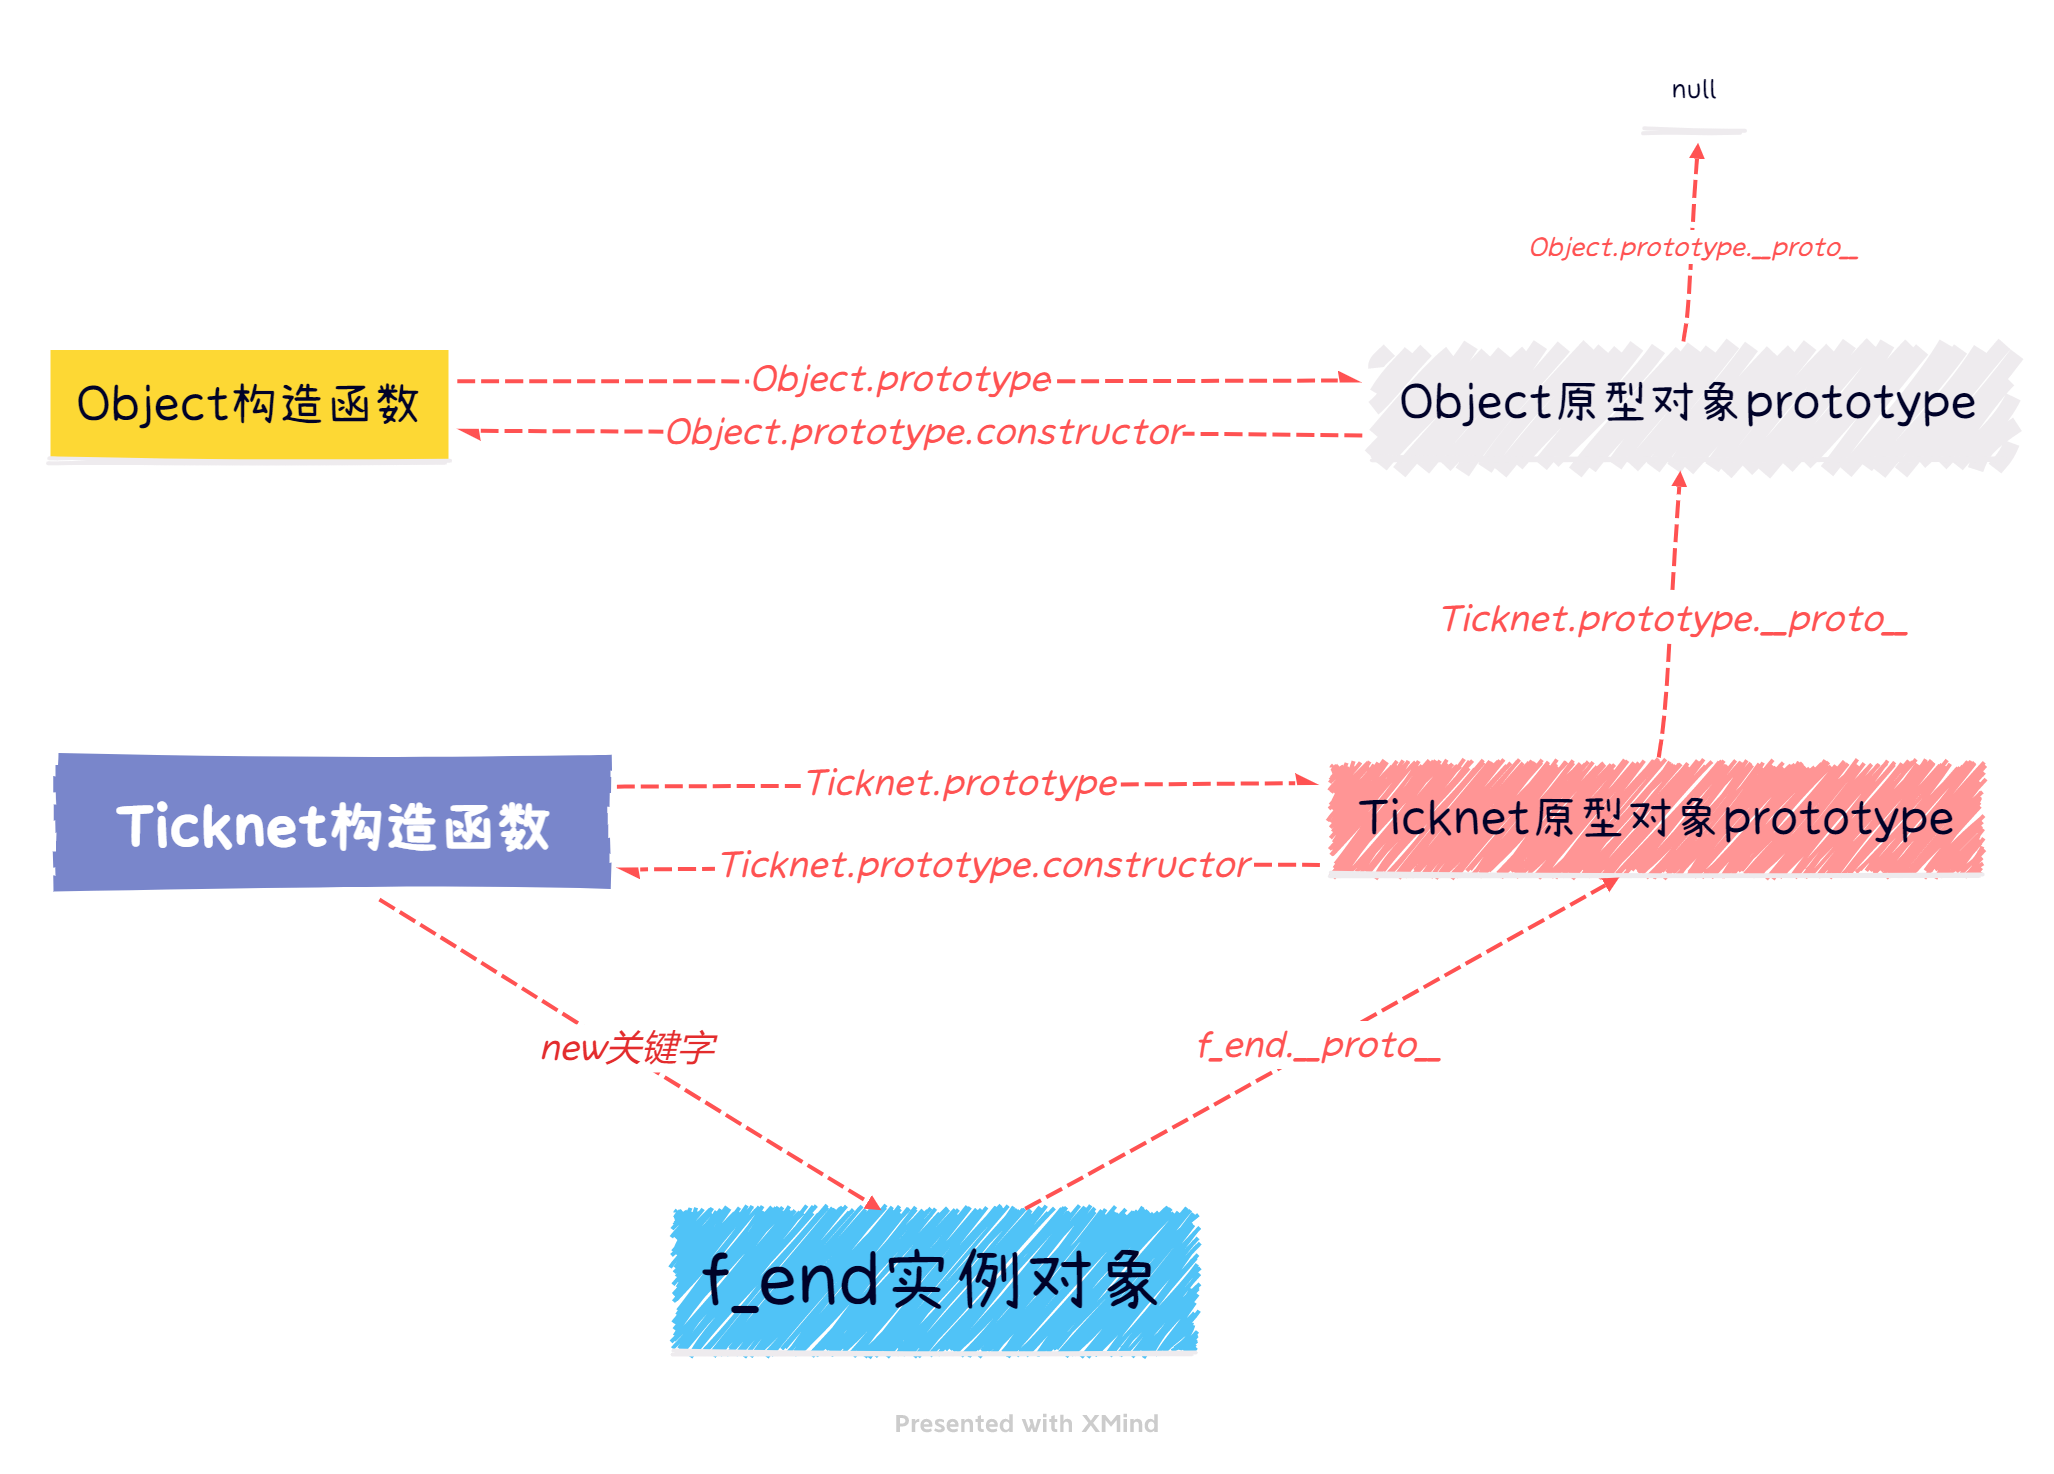 null
Object.prototype.__proto__
Object构造函数
Object.prototype
Object.prototype.constructor
Object原型对象prototype
Ticknet.prototype.__proto__
Ticknet构造函数
Ticknet.prototype
Ticknet.prototype.constructor
Ticknet原型对象prototype
new关键字
f_end.__proto__
f_end实例对象
Presented with XMind